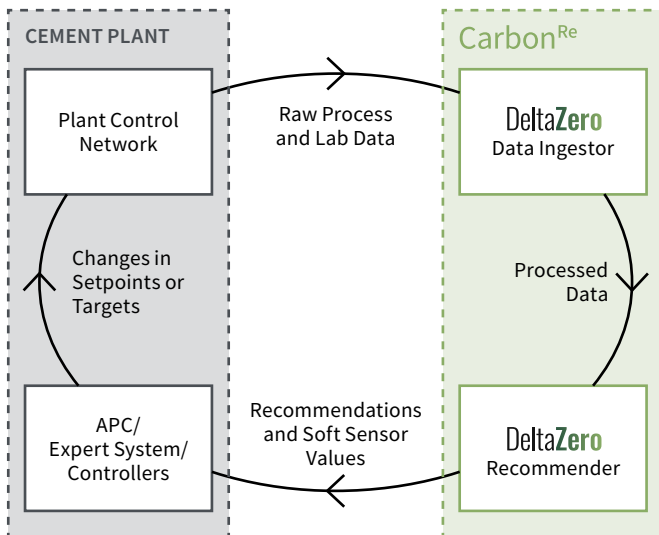 CEMENT PLANT
CarbonRe
Plant Control
Network
Raw Process
and Lab Data
DeltaZero
Data Ingestor
Changes in
Setpoints or
Targets
Processed
Data
APC/
Expert System/
Controllers
Recommendations
and Soft Sensor
Values
DeltaZero
Recommender